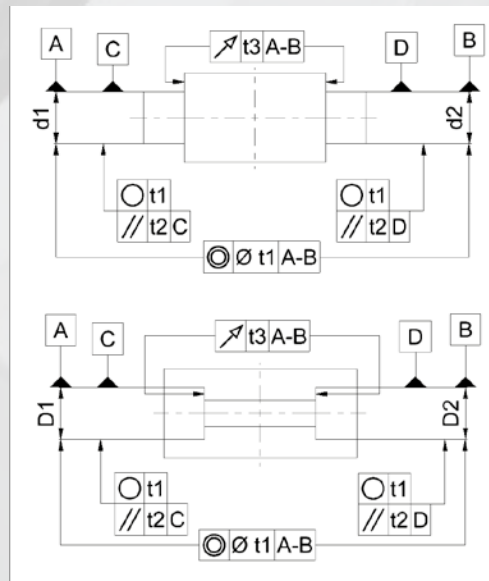 A C ↗ t3 A-B D B
d1 d2
○ t1 ○ t1
// t2 C // t2 D
◎ Ø t1 A-B
A C ↗ t3 A-B D B
D1 D2
○ t1 ○ t1
// t2 C // t2 D
◎ Ø t1 A-B